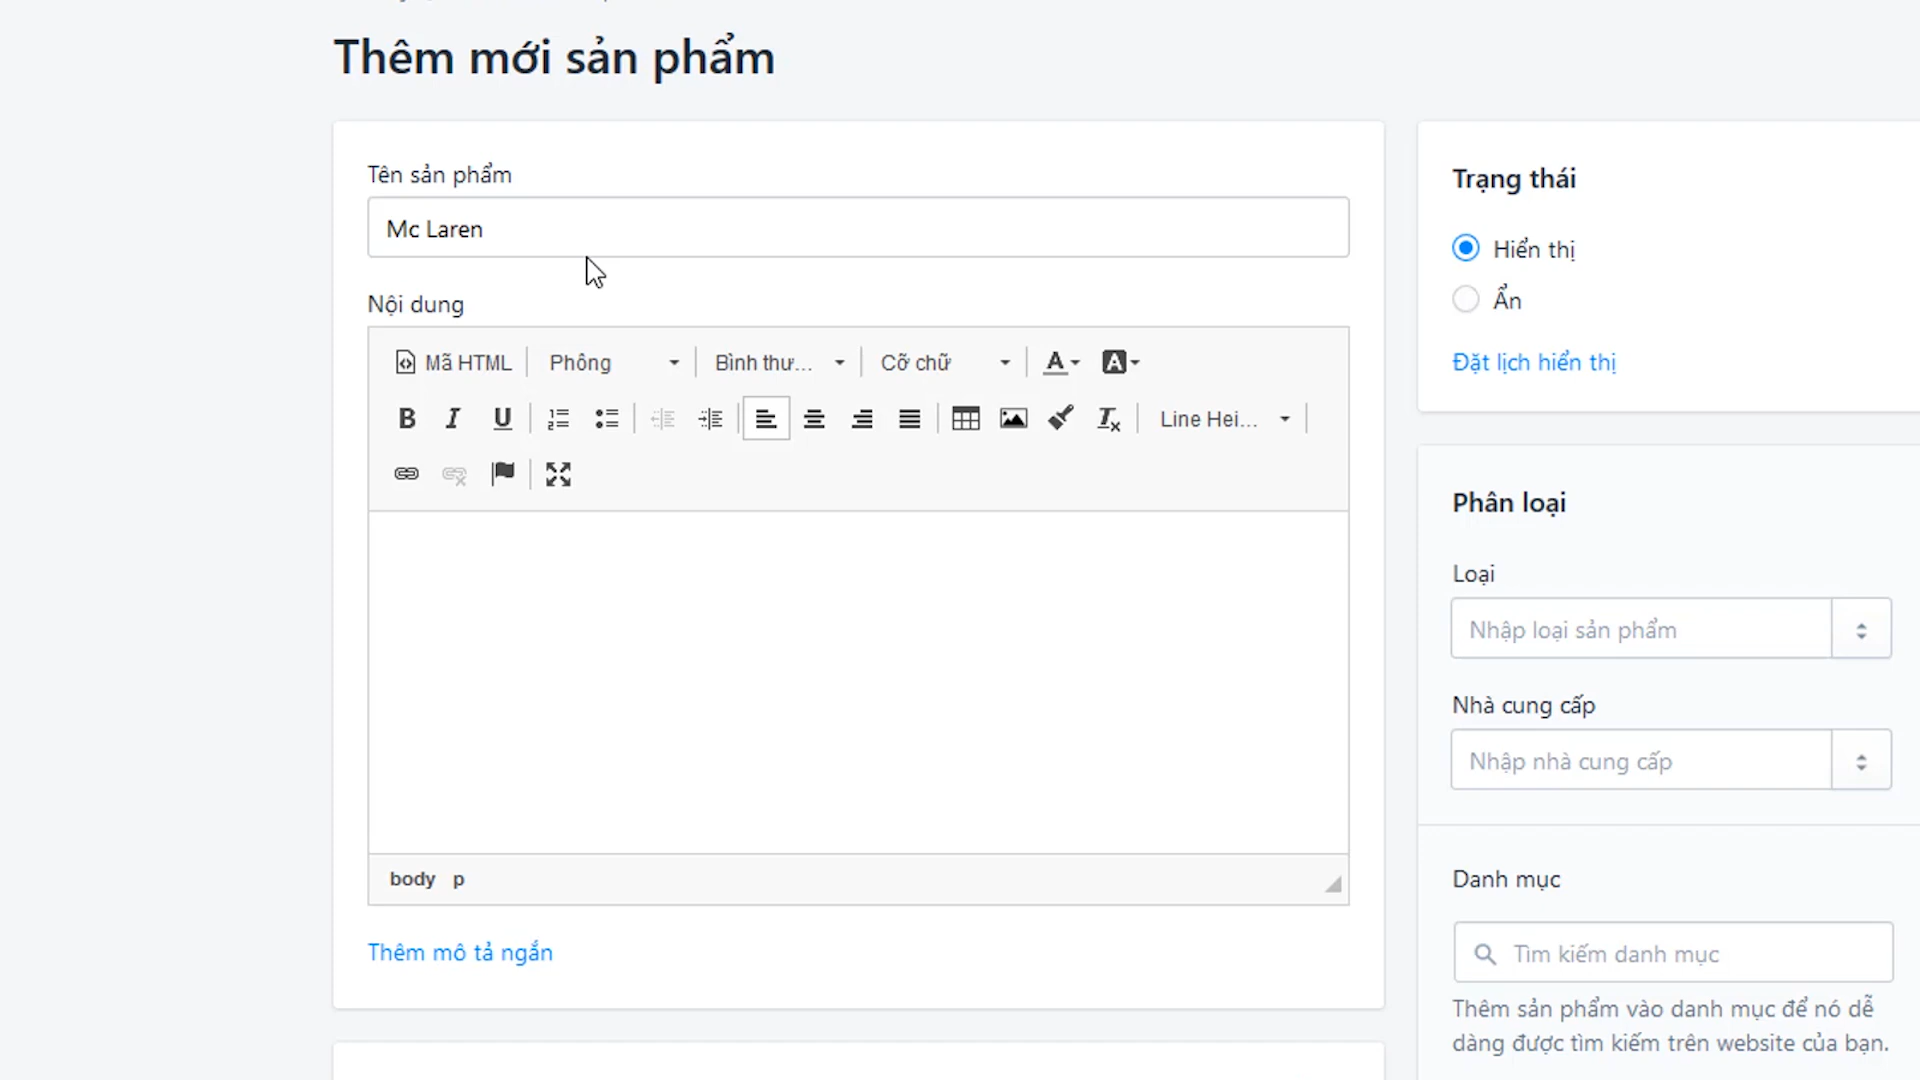 Thêm mới sản phẩm
Tên sản phẩm
Mc Laren
Nội dung
Mã HTML Phông Bình thư... Cỡ chữ A A
B I U Line Hei...
body p
Thêm mô tả ngắn
Trạng thái
Hiển thị
Ẩn
Đặt lịch hiển thị
Phân loại
Loại
Nhập loại sản phẩm
Nhà cung cấp
Nhập nhà cung cấp
Danh mục
Tìm kiếm danh mục
Thêm sản phẩm vào danh mục để nó dễ
dàng được tìm kiếm trên website của bạn.